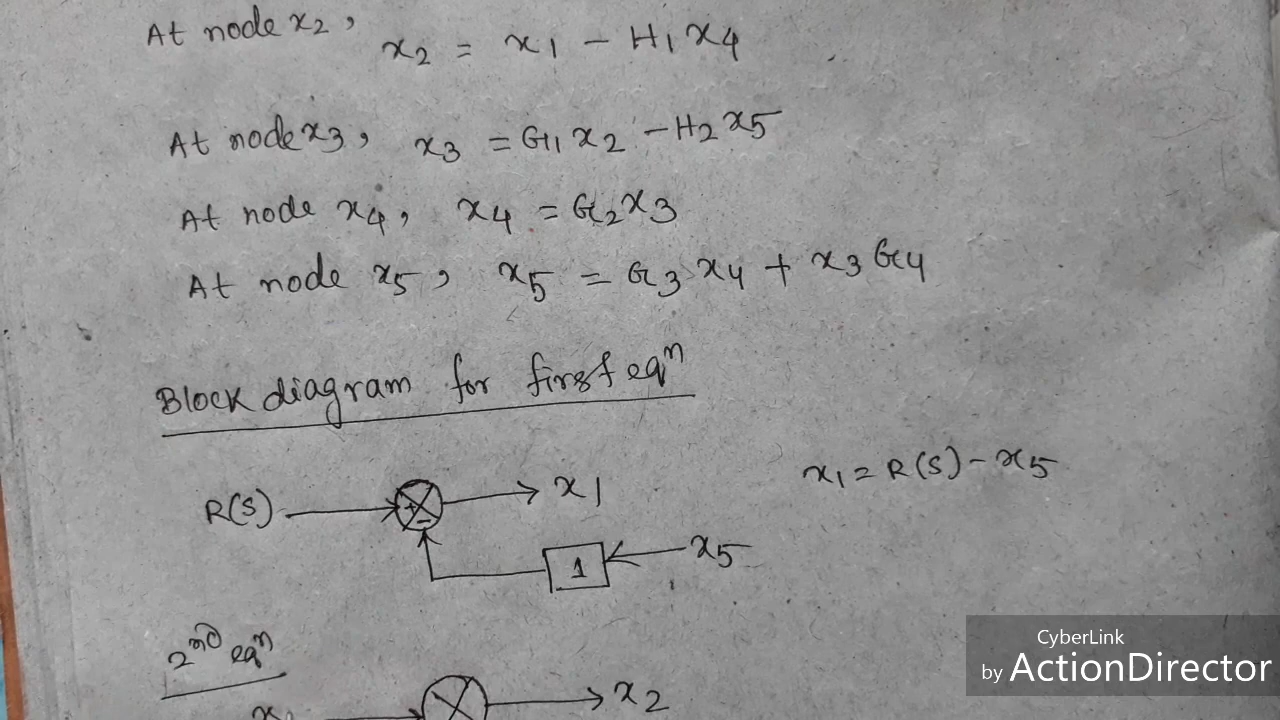 At node x2,
x2 = x1 - H1x4
At node x3, x3 = G1x2 - H2x5
At node x4, x4 = G2x3
At node x5, x5 = G3x4 + x3G4
Block diagram for first eqn
R(s) + - x1
x1 = R(s) - x5
1 x5
2nd eqn
x2
CyberLink
by ActionDirector